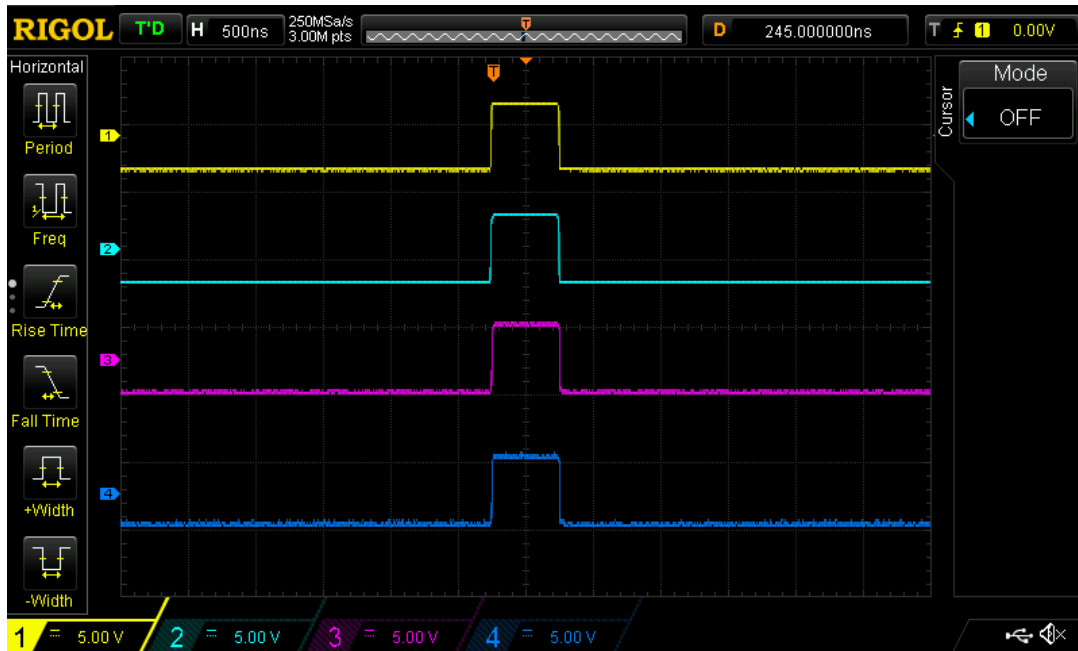 RIGOL T'D H 500ns 250MSa/s 3.00M pts T D 245.000000ns T 1 0.00V
Horizontal
Period
1/
Freq
Rise Time
Fall Time
+Width
-Width
T
1
2
3
4
Cursor
Mode
OFF
1 5.00 V 2 5.00 V 3 5.00 V 4 5.00 V